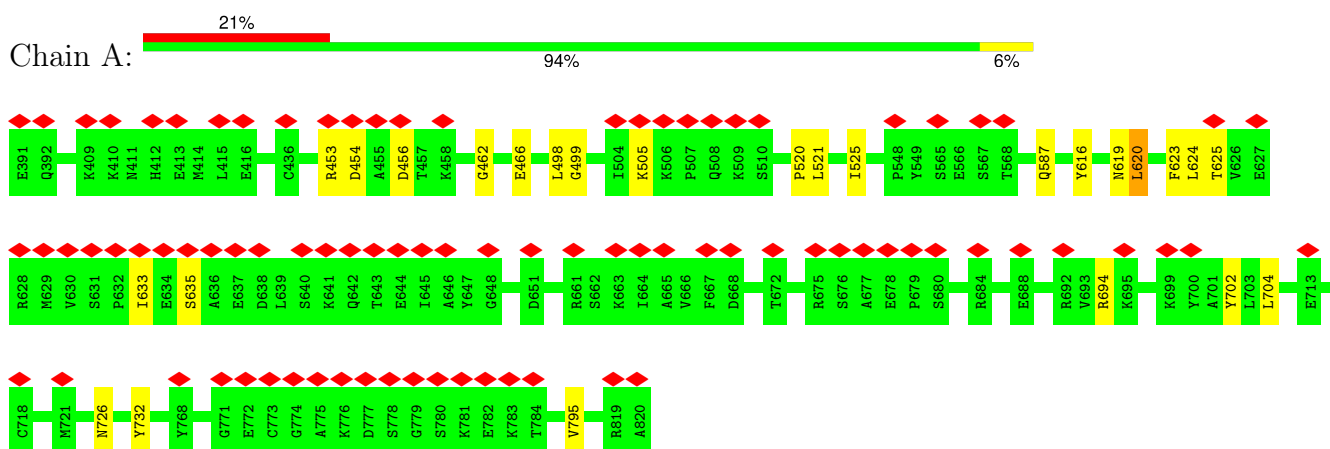 21%
Chain A:
94% 6%
E391 Q392 K409 K410 N411 H412 E413 M414 L415 E416 C436 R453 D454 A455 D456 T457 K458 G462 E466 L498 G499 I504 K505 K506 P507 Q508 K509 S510 P520 L521 I525 P548 Y549 S565 E566 S567 T568 Q587 Y616 N619 L620 F623 L624 T625 V626 E627
R628 M629 V630 S631 P632 I633 E634 S635 A636 E637 D638 L639 S640 K641 Q642 T643 E644 I645 A646 Y647 G648 D651 R661 S662 K663 I664 A665 V666 F667 D668 T672 R675 S676 A677 E678 P679 S680 R684 E688 R692 V693 R694 K695 K699 Y700 A701 Y702 L703 L704 E713
C718 M721 N726 Y732 Y768 G771 E772 C773 G774 A775 K776 D777 S778 G779 S780 K781 E782 K783 T784 V795 R819 A820